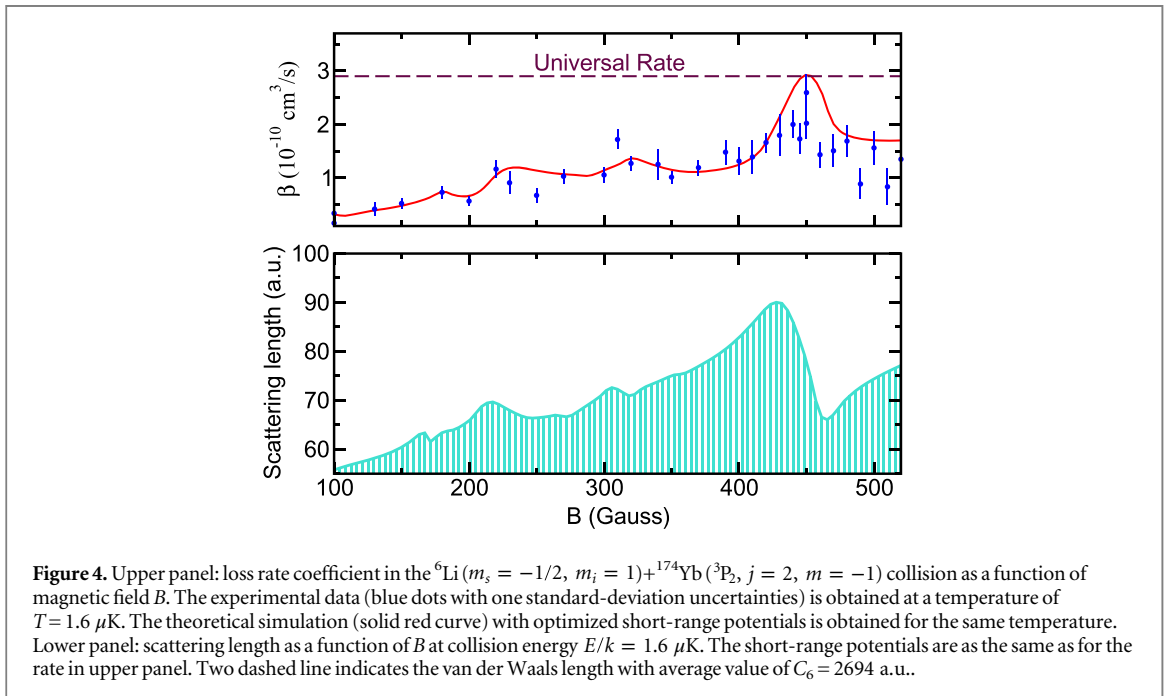 Universal Rate
β (10⁻¹⁰ cm³/s)
3
2
1
Scattering length (a.u.)
100
90
80
70
60
100 200 300 400 500
B (Gauss)
Figure 4. Upper panel: loss rate coefficient in the ⁶Li (mₛ = −1/2, mᵢ = 1)+¹⁷⁴Yb (³P₂, j = 2, m = −1) collision as a function of
magnetic field B. The experimental data (blue dots with one standard-deviation uncertainties) is obtained at a temperature of
T = 1.6 μK. The theoretical simulation (solid red curve) with optimized short-range potentials is obtained for the same temperature.
Lower panel: scattering length as a function of B at collision energy E/k = 1.6 μK. The short-range potentials are as the same as for the
rate in upper panel. Two dashed line indicates the van der Waals length with average value of C₆ = 2694 a.u..